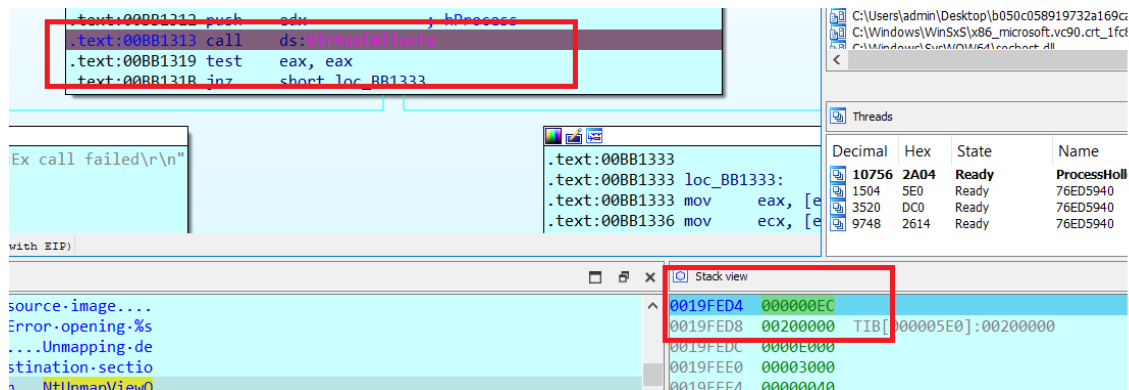 .text:00BB1312 push    edx             ; hProcess
.text:00BB1313 call    ds:VirtualAllocEx
.text:00BB1319 test    eax, eax
.text:00BB131B jnz     short loc_BB1333
C:\Users\admin\Desktop\b050c058919732a169ca
C:\Windows\WinSxS\x86_microsoft.vc90.crt_1fc8
C:\Windows\SysWOW64\sechost.dll
<
Threads
Decimal Hex State Name
10756 2A04 Ready ProcessHoll
1504 5E0 Ready 76ED5940
3520 DC0 Ready 76ED5940
9748 2614 Ready 76ED5940
Ex call failed\r\n"
.text:00BB1333
.text:00BB1333 loc_BB1333:
.text:00BB1333 mov     eax, [e
.text:00BB1336 mov     ecx, [e
with EIP)
source·image....
Error·opening·%s
....Unmapping·de
stination·sectio
n...NtUnmapViewO
Stack view
0019FED4 000000EC
0019FED8 00200000 TIB[000005E0]:00200000
0019FEDC 0000E000
0019FEE0 00003000
0019FEE4 00000040